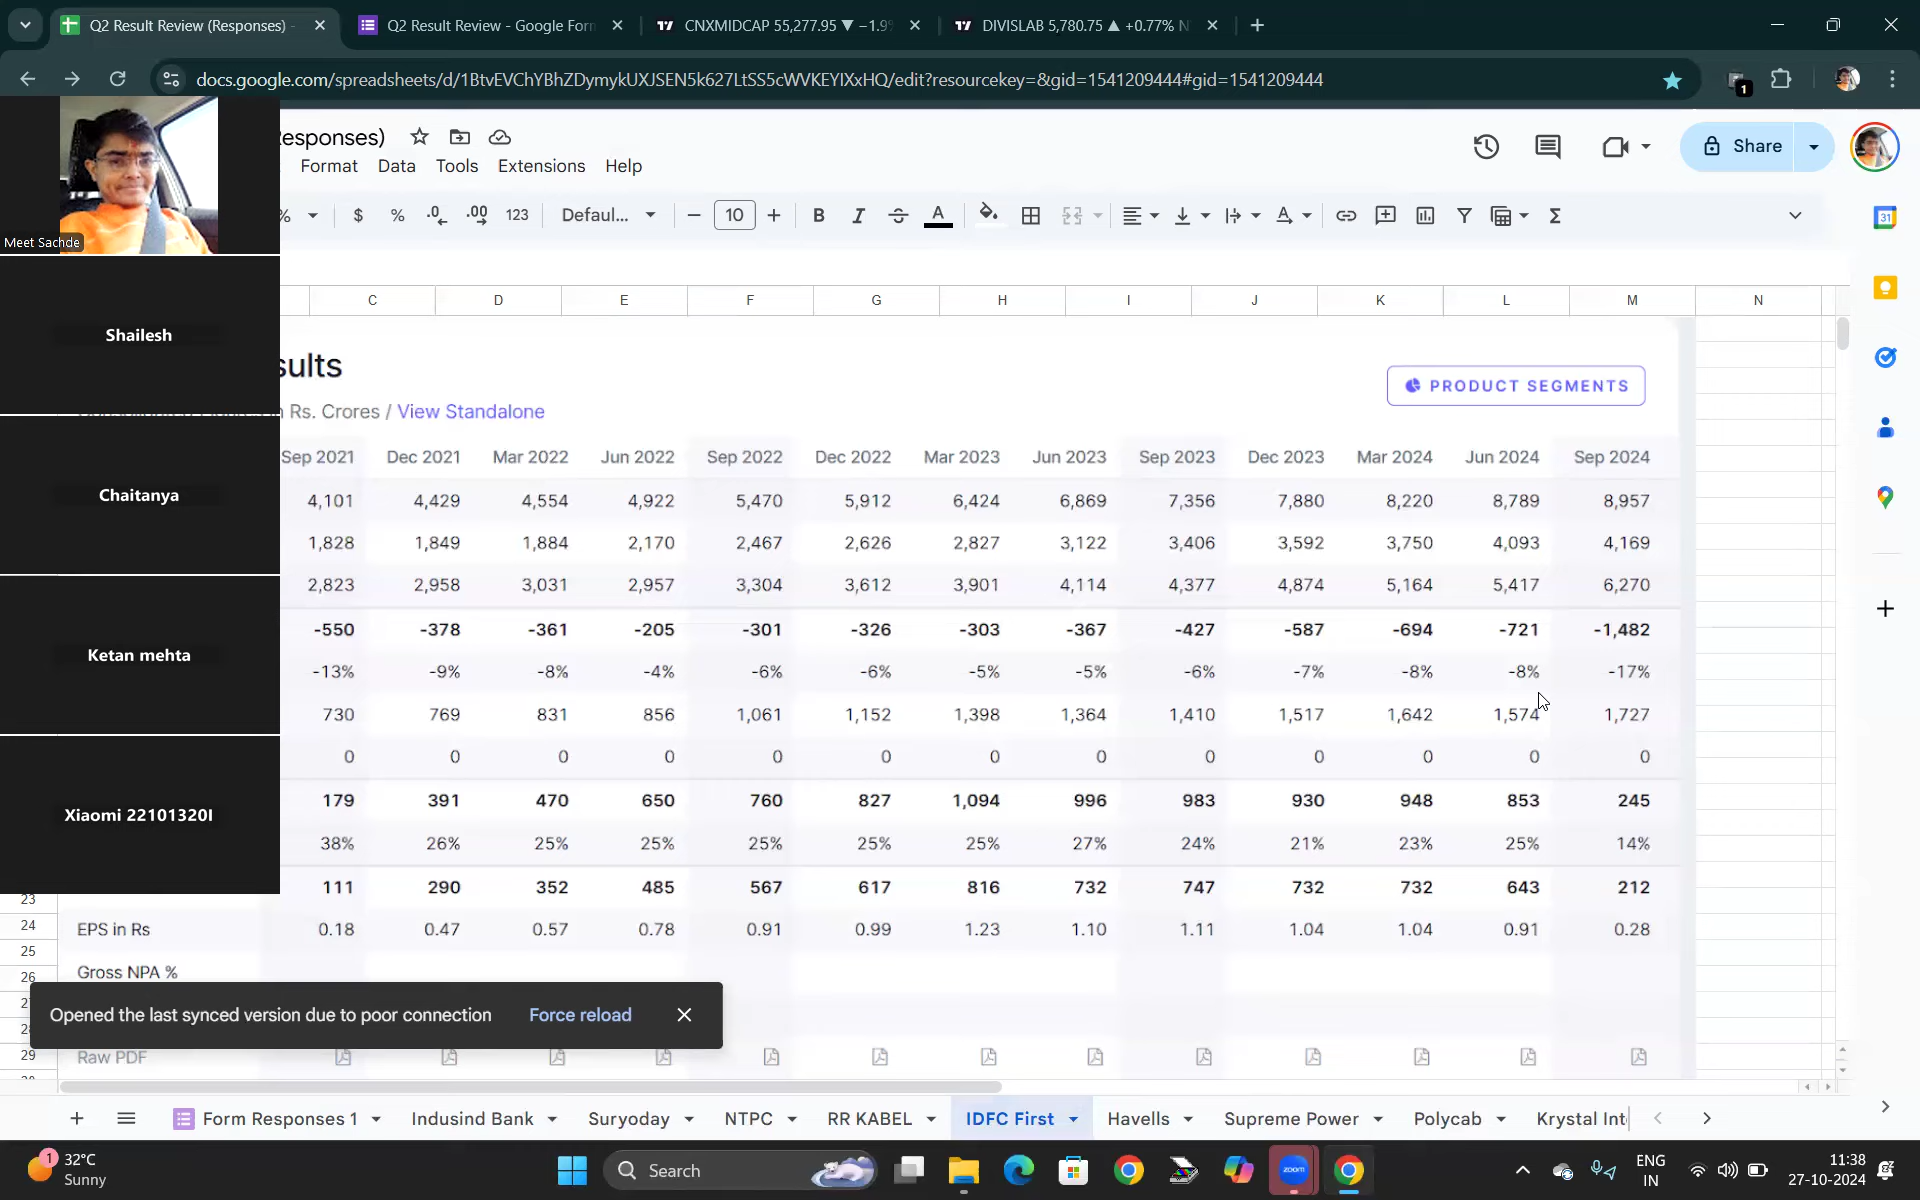 Q2 Result Review (Responses) -
Q2 Result Review - Google Form
CNXMIDCAP 55,277.95 ▼ −1.9%
DIVISLAB 5,780.75 ▲ +0.77% N
docs.google.com/spreadsheets/d/1BtvEVChYBhZDymykUXJSEN5k627LtSS5cWVKEYlXxHQ/edit?resourcekey=&gid=1541209444#gid=1541209444
1
esponses)
Share
Format Data Tools Extensions Help
% $ % .0 .00 123 Defaul... − 10 + B I A Σ
31
Meet Sachde
Shailesh
Chaitanya
Ketan mehta
Xiaomi 22101320I
C D E F G H I J K L M N
sults
PRODUCT SEGMENTS
n Rs. Crores / View Standalone
Sep 2021 Dec 2021 Mar 2022 Jun 2022 Sep 2022 Dec 2022 Mar 2023 Jun 2023 Sep 2023 Dec 2023 Mar 2024 Jun 2024 Sep 2024
4,101 4,429 4,554 4,922 5,470 5,912 6,424 6,869 7,356 7,880 8,220 8,789 8,957
1,828 1,849 1,884 2,170 2,467 2,626 2,827 3,122 3,406 3,592 3,750 4,093 4,169
2,823 2,958 3,031 2,957 3,304 3,612 3,901 4,114 4,377 4,874 5,164 5,417 6,270
-550 -378 -361 -205 -301 -326 -303 -367 -427 -587 -694 -721 -1,482
-13% -9% -8% -4% -6% -6% -5% -5% -6% -7% -8% -8% -17%
730 769 831 856 1,061 1,152 1,398 1,364 1,410 1,517 1,642 1,574 1,727
0 0 0 0 0 0 0 0 0 0 0 0 0
179 391 470 650 760 827 1,094 996 983 930 948 853 245
38% 26% 25% 25% 25% 25% 25% 27% 24% 21% 23% 25% 14%
111 290 352 485 567 617 816 732 747 732 732 643 212
23
24 EPS in Rs 0.18 0.47 0.57 0.78 0.91 0.99 1.23 1.10 1.11 1.04 1.04 0.91 0.28
25
26 Gross NPA %
Opened the last synced version due to poor connection Force reload
29 Raw PDF
Form Responses 1 Indusind Bank Suryoday NTPC RR KABEL IDFC First Havells Supreme Power Polycab Krystal Int
1 32°C
Sunny
Search
zoom
ENG
IN
11:38
27-10-2024